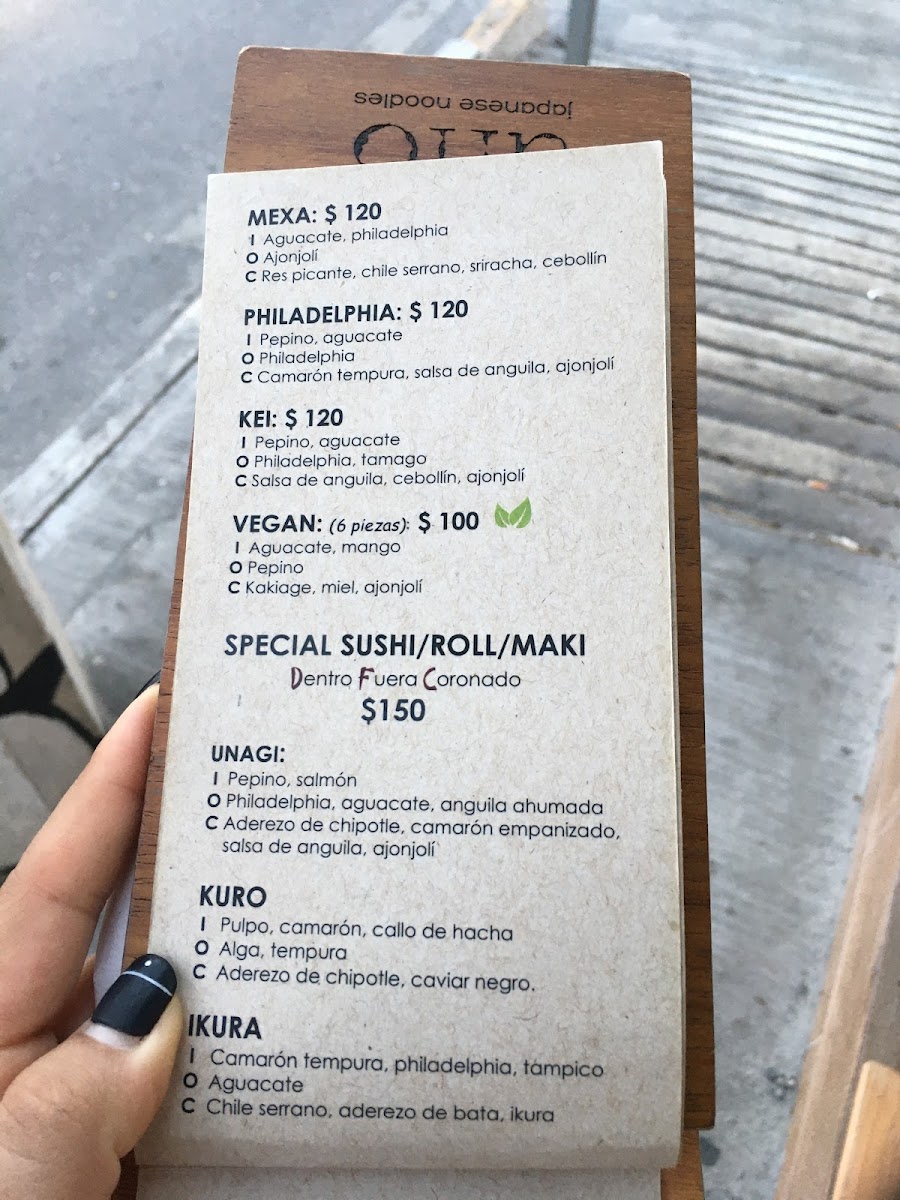 japanese noodles
MEXA: $ 120
I Aguacate, philadelphia
O Ajonjolí
C Res picante, chile serrano, sriracha, cebollín
PHILADELPHIA: $ 120
I Pepino, aguacate
O Philadelphia
C Camarón tempura, salsa de anguila, ajonjolí
KEI: $ 120
I Pepino, aguacate
O Philadelphia, tamago
C Salsa de anguila, cebollín, ajonjolí
VEGAN: (6 piezas): $ 100
I Aguacate, mango
O Pepino
C Kakiage, miel, ajonjolí
SPECIAL SUSHI/ROLL/MAKI
Dentro Fuera Coronado
$150
UNAGI:
I Pepino, salmón
O Philadelphia, aguacate, anguila ahumada
C Aderezo de chipotle, camarón empanizado,
salsa de anguila, ajonjolí
KURO
I Pulpo, camarón, callo de hacha
O Alga, tempura
C Aderezo de chipotle, caviar negro.
IKURA
I Camarón tempura, philadelphia, tampico
O Aguacate
C Chile serrano, aderezo de bata, ikura